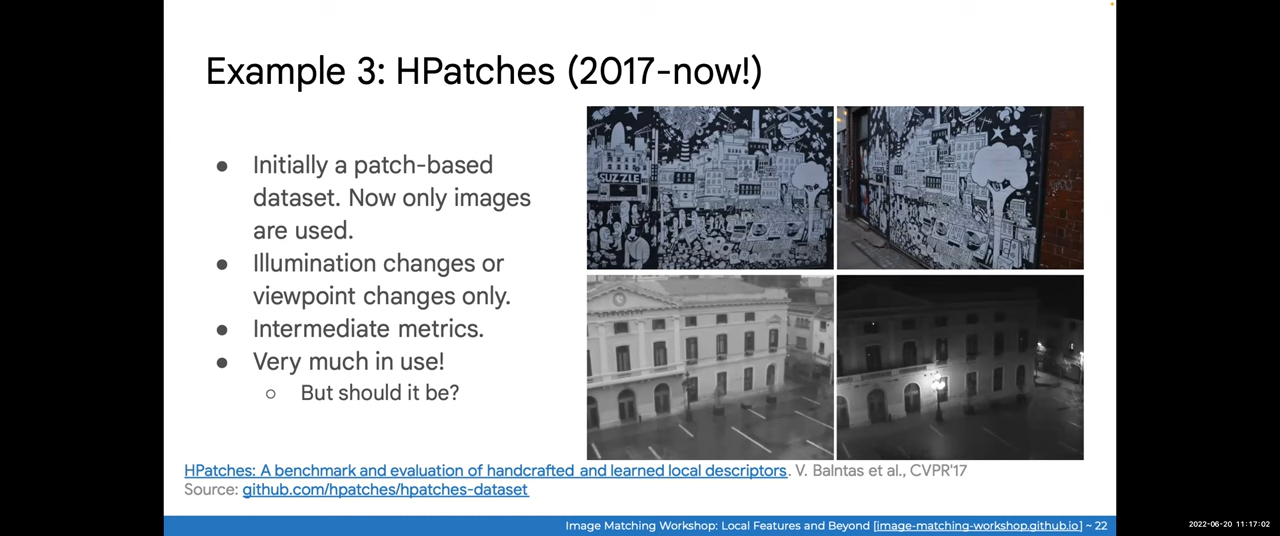 Example 3: HPatches (2017-now!)
● Initially a patch-based
dataset. Now only images
are used.
● Illumination changes or
viewpoint changes only.
● Intermediate metrics.
● Very much in use!
○ But should it be?
SUZZLE
HPatches: A benchmark and evaluation of handcrafted and learned local descriptors. V. Balntas et al., CVPR'17
Source: github.com/hpatches/hpatches-dataset
Image Matching Workshop: Local Features and Beyond [image-matching-workshop.github.io] ~ 22
2022-06-20 11:17:02